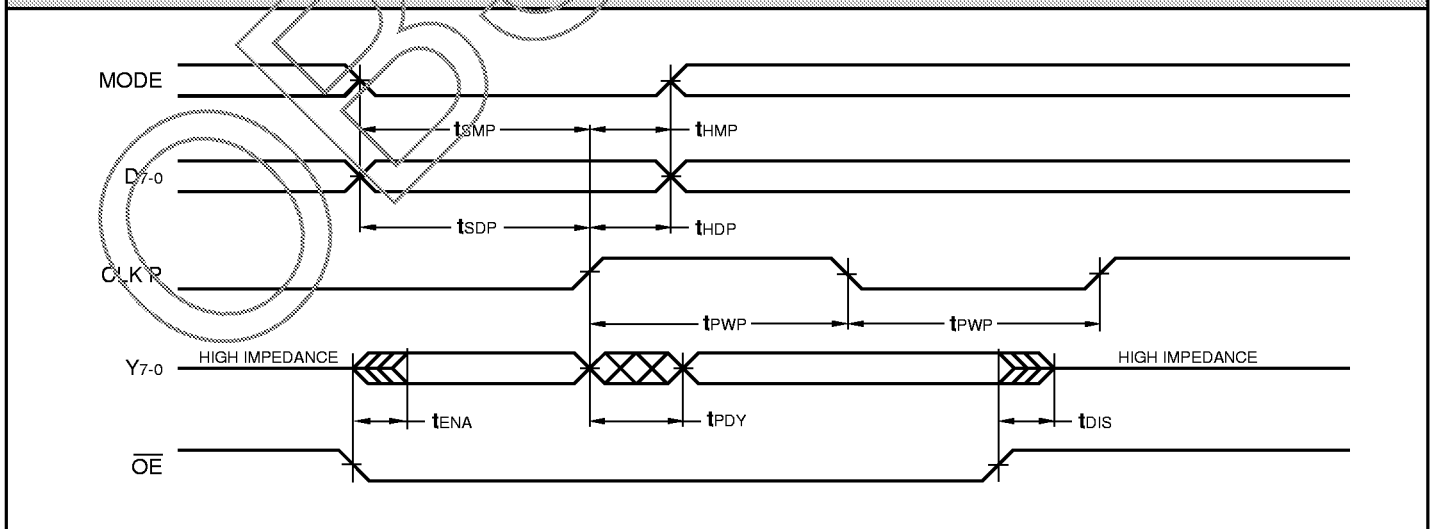 MODE
tSMP tHMP
D7-0
tSDP tHDP
CLK P
tPWP tPWP
Y7-0 HIGH IMPEDANCE HIGH IMPEDANCE
tENA tPDY tDIS
OE